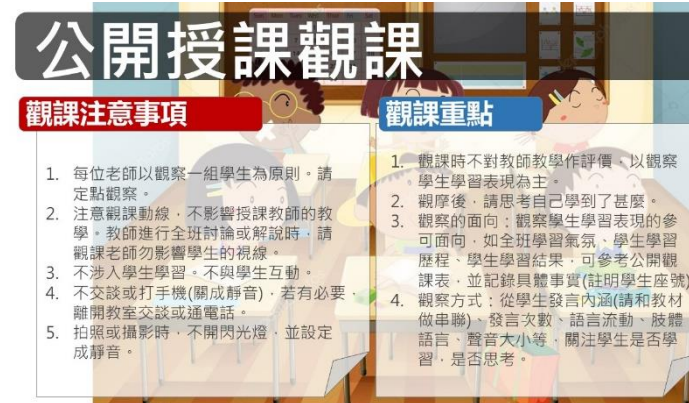 公開授課觀課
觀課注意事項
1. 每位老師以觀察一組學生為原則。請
定點觀察。
2. 注意觀課動線，不影響授課教師的教
學。教師進行全班討論或解說時，請
觀課老師勿影響學生的視線。
3. 不涉入學生學習。不與學生互動。
4. 不交談或打手機(關成靜音)，若有必要，
離開教室交談或通電話。
5. 拍照或攝影時，不開閃光燈，並設定
成靜音。
觀課重點
1. 觀課時不對教師教學作評價，以觀察
學生學習表現為主。
2. 觀摩後，請思考自己學到了甚麼。
3. 觀察的面向：觀察學生學習表現的參
可面向，如全班學習氣氛、學生學習
歷程、學生學習結果，可參考公開觀
課表，並記錄具體事實(註明學生座號)
4. 觀察方式：從學生發言內涵(請和教材
做串聯)、發言次數、語言流動、肢體
語言、聲音大小等，關注學生是否學
習，是否思考。